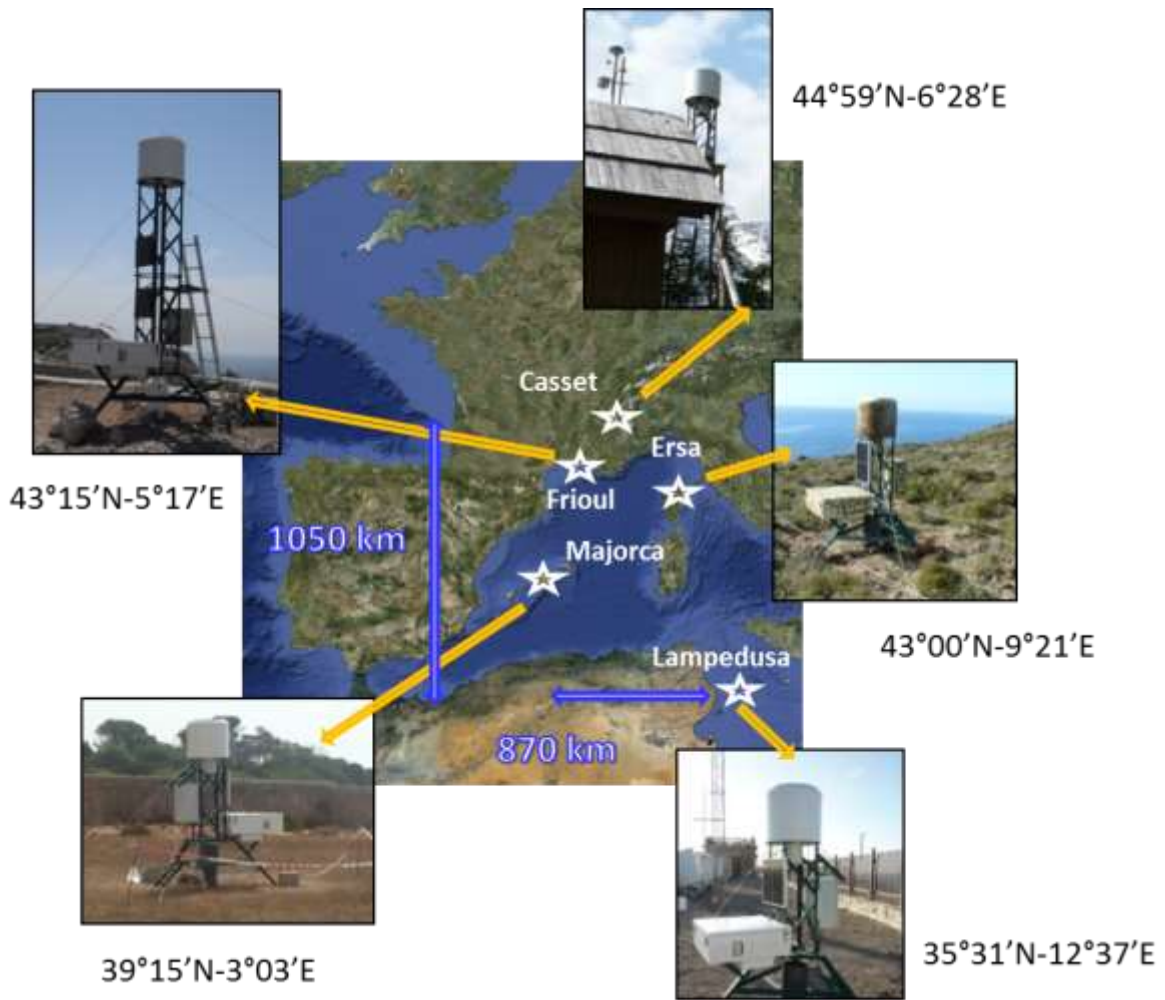 44°59’N-6°28’E
Casset
Ersa
43°15’N-5°17’E
Frioul
1050 km
Majorca
43°00’N-9°21’E
Lampedusa
870 km
39°15’N-3°03’E
35°31’N-12°37’E